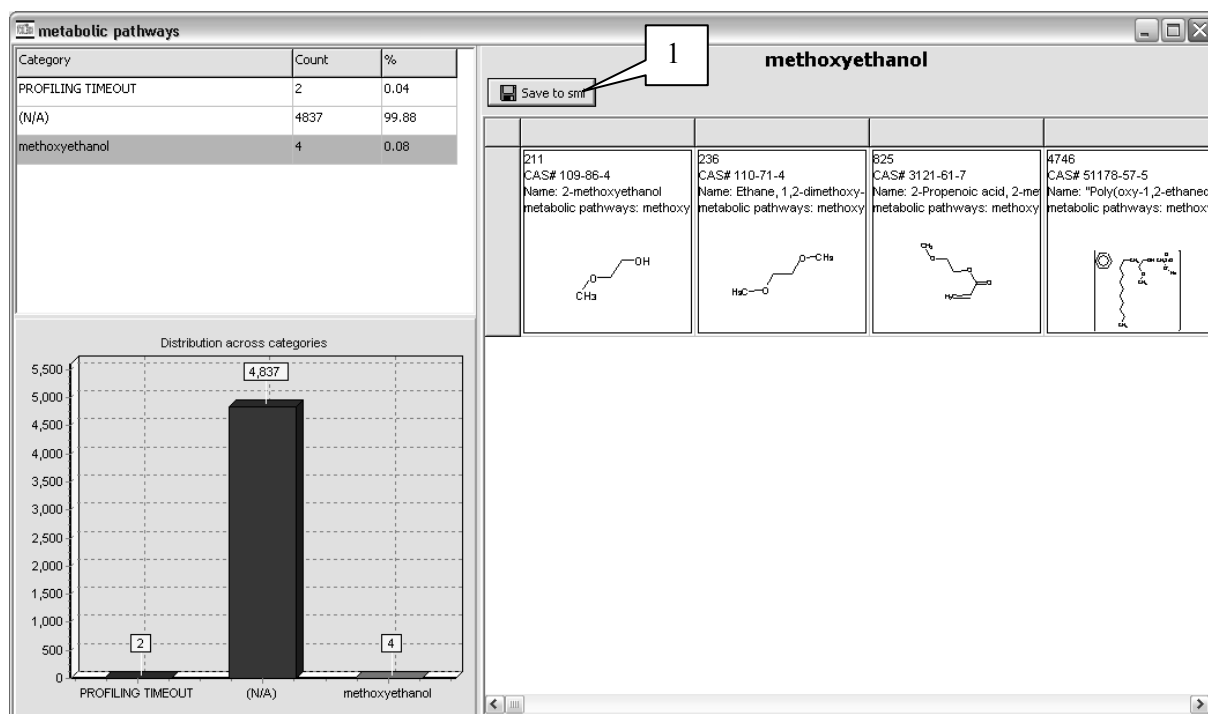 metabolic pathways
Category Count %
PROFILING TIMEOUT 2 0.04
(N/A) 4837 99.88
methoxyethanol 4 0.08
1
methoxyethanol
Save to smi
211
CAS# 109-86-4
Name: 2-methoxyethanol
metabolic pathways: methoxy
OH
O
CH3
236
CAS# 110-71-4
Name: Ethane, 1,2-dimethoxy-
metabolic pathways: methoxy
O CH3
H3C O
825
CAS# 3121-61-7
Name: 2-Propenoic acid, 2-me
metabolic pathways: methoxy
4746
CAS# 51178-57-5
Name: "Poly(oxy-1,2-ethaned
metabolic pathways: methoxy
Distribution across categories
5,500
5,000
4,500
4,000
3,500
3,000
2,500
2,000
1,500
1,000
500
0
4,837
2
4
PROFILING TIMEOUT (N/A) methoxyethanol